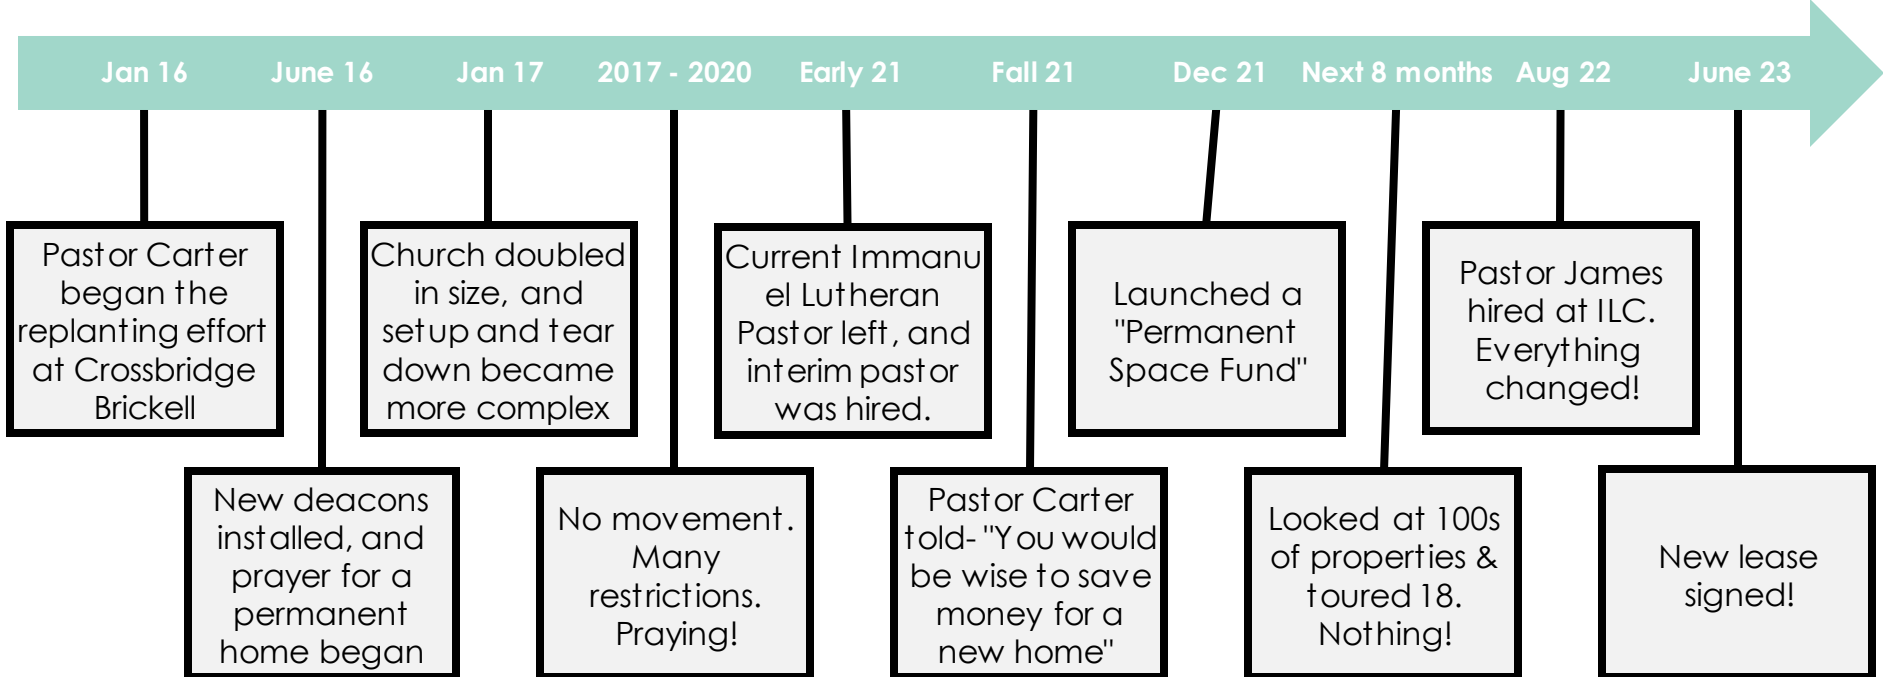 Jan 16
June 16
Jan 17
2017 - 2020
Early 21
Fall 21
Dec 21
Next 8 months
Aug 22
June 23
Pastor Carter
began the
replanting effort
at Crossbridge
Brickell
Church doubled
in size, and
setup and tear
down became
more complex
Current Immanu
el Lutheran
Pastor left, and
interim pastor
was hired.
Launched a
"Permanent
Space Fund"
Pastor James
hired at ILC.
Everything
changed!
New deacons
installed, and
prayer for a
permanent
home began
No movement.
Many
restrictions.
Praying!
Pastor Carter
told- "You would
be wise to save
money for a
new home"
Looked at 100s
of properties &
toured 18.
Nothing!
New lease
signed!